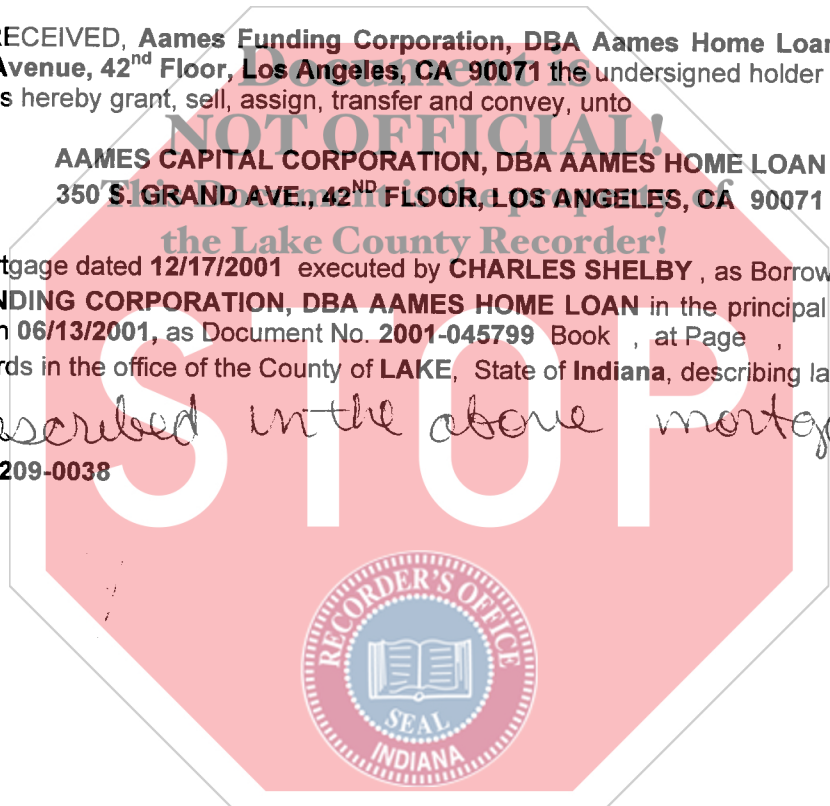 RECEIVED, Aames Funding Corporation, DBA Aames Home Loan
Document is
Avenue, 42nd Floor, Los Angeles, CA 90071 the undersigned holder
s hereby grant, sell, assign, transfer and convey, unto
NOT OFFICIAL!
AAMES CAPITAL CORPORATION, DBA AAMES HOME LOAN
This Document is the property of
350 S. GRAND AVE., 42ND FLOOR, LOS ANGELES, CA 90071
the Lake County Recorder!
tgage dated 12/17/2001 executed by CHARLES SHELBY , as Borrow
NDING CORPORATION, DBA AAMES HOME LOAN in the principal
n 06/13/2001, as Document No. 2001-045799 Book , at Page ,
rds in the office of the County of LAKE, State of Indiana, describing la
scribed in the above mortga
209-0038
STOP
RECORDER'S OFFICE
SEAL
INDIANA